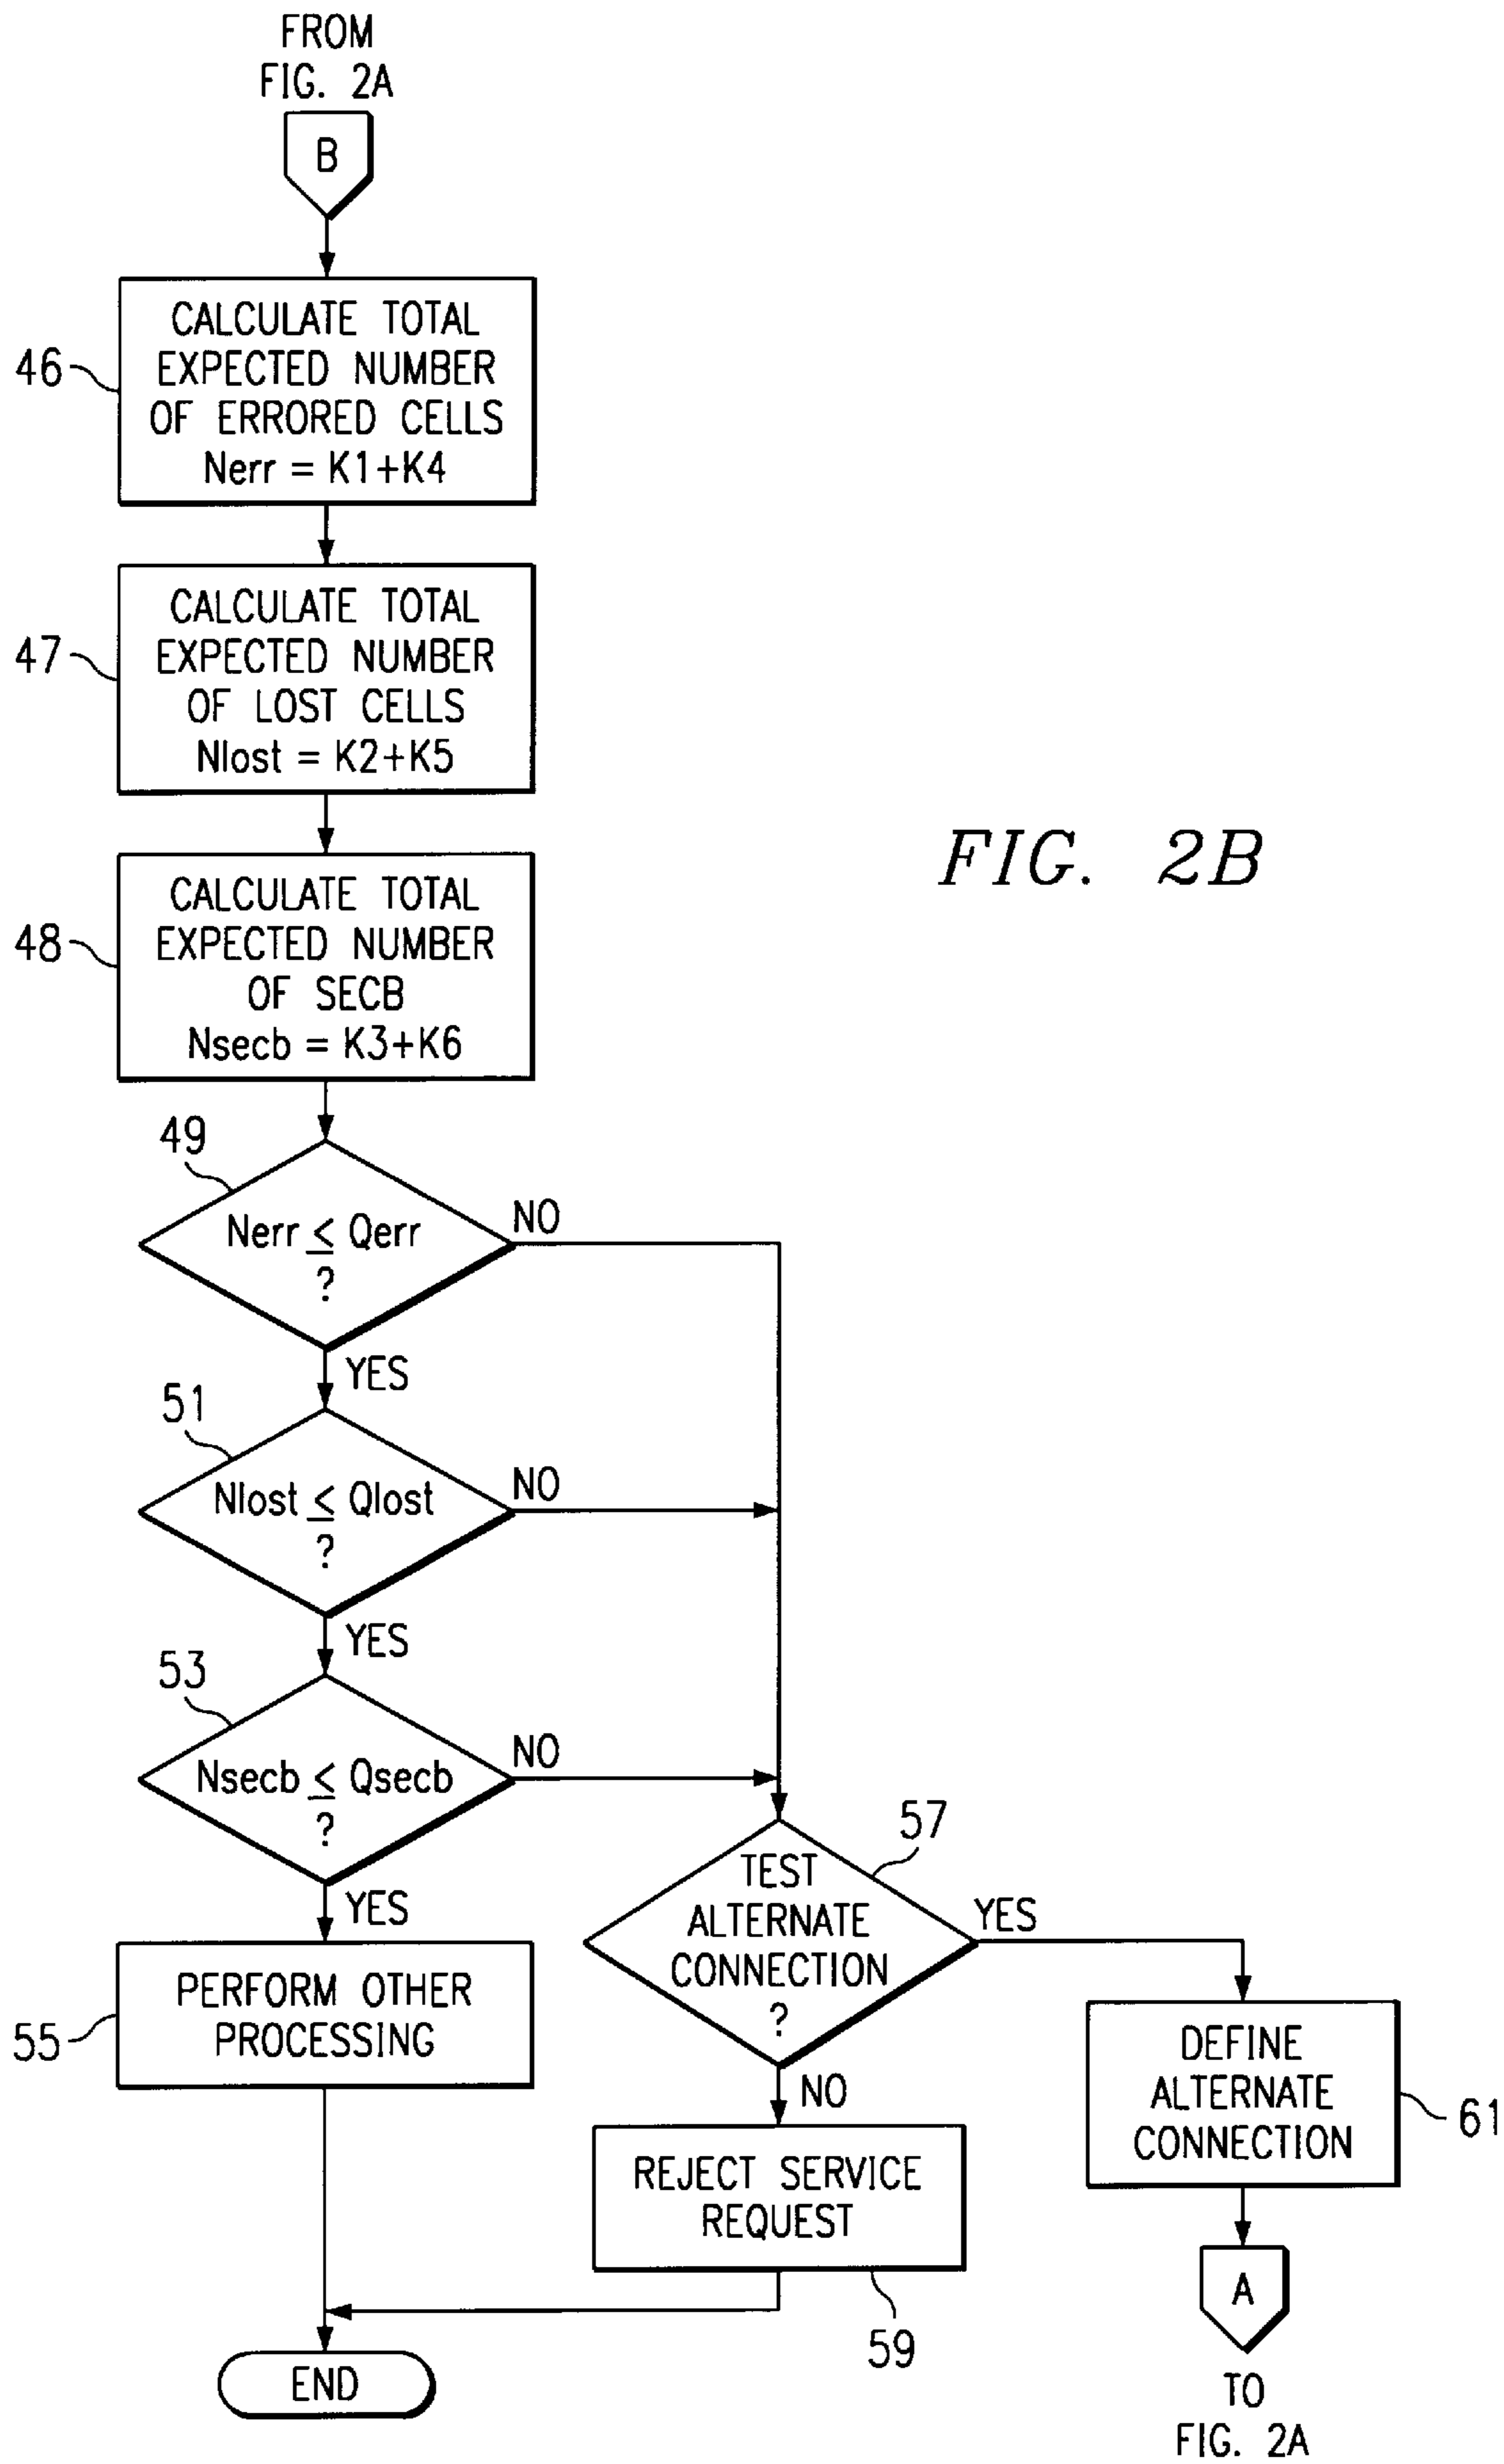 FROM
FIG. 2A
B
46
CALCULATE TOTAL
EXPECTED NUMBER
OF ERRORED CELLS
Nerr = K1+K4
47
CALCULATE TOTAL
EXPECTED NUMBER
OF LOST CELLS
Nlost = K2+K5
FIG. 2B
48
CALCULATE TOTAL
EXPECTED NUMBER
OF SECB
Nsecb = K3+K6
49
Nerr ≤ Qerr
?
NO
YES
51
Nlost ≤ Qlost
?
NO
YES
53
Nsecb ≤ Qsecb
?
NO
YES
57
TEST
ALTERNATE
CONNECTION
?
YES
NO
55
PERFORM OTHER
PROCESSING
DEFINE
ALTERNATE
CONNECTION
61
REJECT SERVICE
REQUEST
59
A
END
TO
FIG. 2A